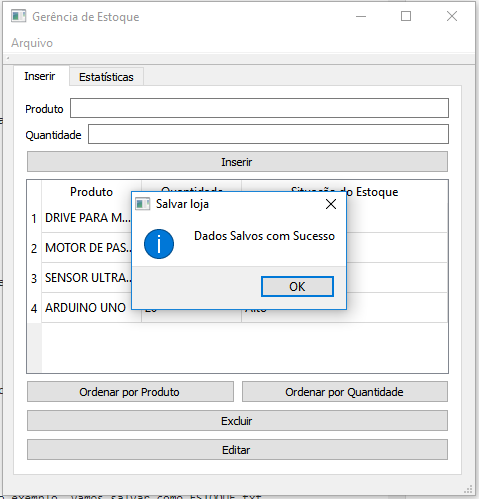 Gerência de Estoque
Arquivo
Inserir Estatísticas
Produto
Quantidade
Inserir
Produto Quantidade Situação do Estoque
1 DRIVE PARA M...
2 MOTOR DE PAS...
3 SENSOR ULTRA...
4 ARDUINO UNO 20 Alto
Salvar loja
Dados Salvos com Sucesso
OK
Ordenar por Produto Ordenar por Quantidade
Excluir
Editar
exemplo, vamos salvar como ESTOQUE.txt